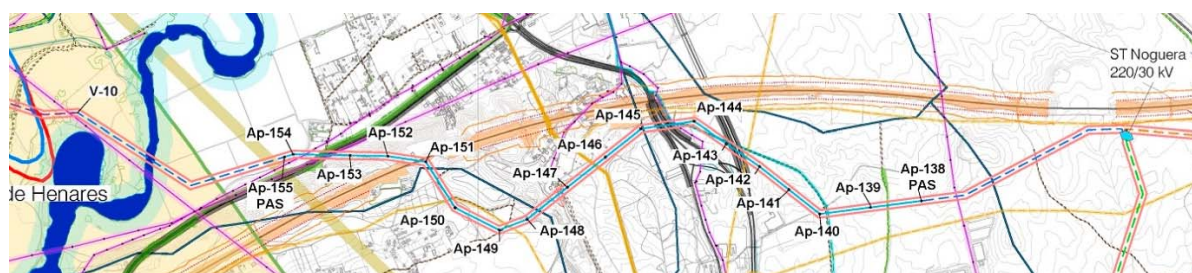 ST Noguera
220/30 kV
V-10
Ap-154
Ap-152
Ap-151
Ap-145
Ap-144
Ap-146
Ap-143
Ap-155
PAS
Ap-153
Ap-147
Ap-142
Ap-138
PAS
Ap-139
Ap-141
de Henares
Ap-150
Ap-149
Ap-148
Ap-140